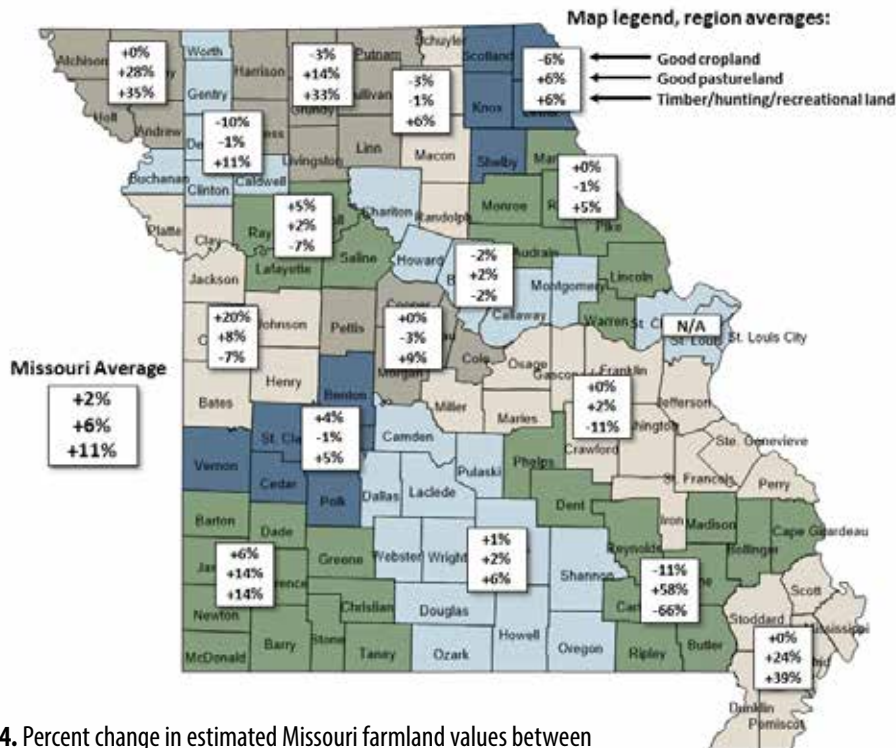 Map legend, region averages:
Good cropland
Good pastureland
Timber/hunting/recreational land
-6%
+6%
+6%
+0%
+28%
+35%
-3%
+14%
+33%
-3%
-1%
+6%
-10%
-1%
+11%
+0%
-1%
+5%
+5%
+2%
-7%
-2%
+2%
-2%
N/A
+20%
+8%
-7%
+0%
-3%
+9%
+0%
+2%
-11%
+4%
-1%
+5%
+6%
+14%
+14%
+1%
+2%
+6%
-11%
+58%
-66%
+0%
+24%
+39%
Missouri Average
+2%
+6%
+11%
Atchison
Worth
Harrison
Putnam
Schuyler
Scotland
Gentry
Knox
Holt
Andrew
Livingston
Linn
Macon
Shelby
Buchanan
Clinton
Caldwell
Chariton
Randolph
Monroe
Pike
Platte
Clay
Ray
Lafayette
Saline
Howard
Audrain
Montgomery
Lincoln
Jackson
Johnson
Pettis
Cooper
Callaway
Warren
St. Louis
St. Louis City
Cole
Osage
Franklin
Henry
Morgan
Bates
Benton
Miller
Maries
Jefferson
Crawford
Ste. Genevieve
Vernon
Camden
Pulaski
Phelps
St. Francois
Perry
Cedar
Polk
Dallas
Laclede
Dent
Iron
Madison
Cape Girardeau
Barton
Dade
Greene
Webster
Wright
Shannon
Reynolds
Bollinger
Newton
Christian
Douglas
Scott
Stoddard
Mississippi
McDonald
Barry
Stone
Taney
Ozark
Howell
Oregon
Ripley
Butler
Dunklin
Pemiscot
4. Percent change in estimated Missouri farmland values between